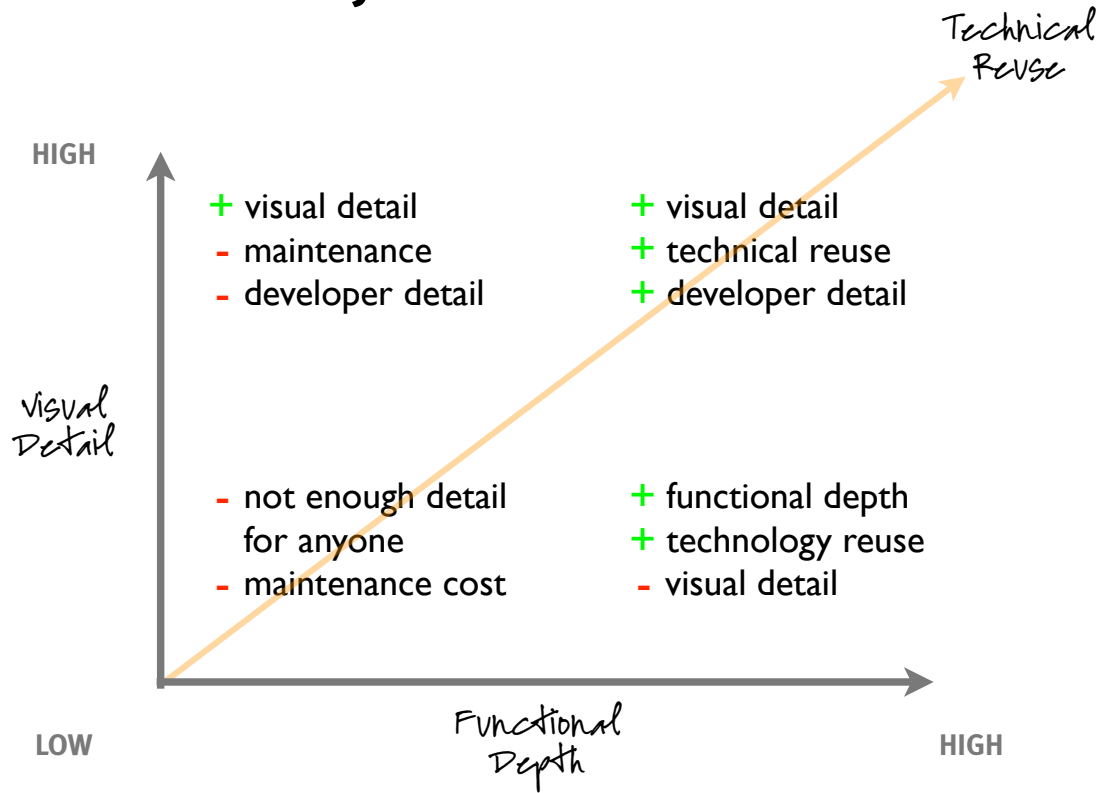 Technical
Reuse
HIGH
+ visual detail
- maintenance
- developer detail
+ visual detail
+ technical reuse
+ developer detail
Visual
Detail
- not enough detail
for anyone
- maintenance cost
+ functional depth
+ technology reuse
- visual detail
LOW
Functional
Depth
HIGH